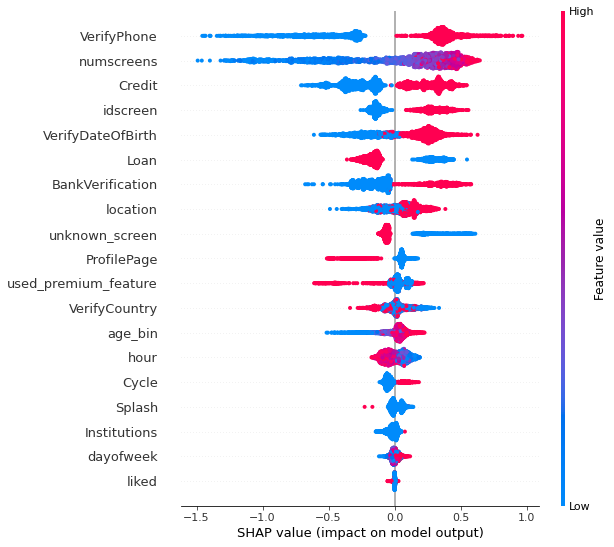 High
VerifyPhone
numscreens
Credit
idscreen
VerifyDateOfBirth
Loan
BankVerification
location
unknown_screen
ProfilePage
used_premium_feature
VerifyCountry
age_bin
hour
Cycle
Splash
Institutions
dayofweek
liked
Feature value
Low
−1.5 −1.0 −0.5 0.0 0.5 1.0
SHAP value (impact on model output)